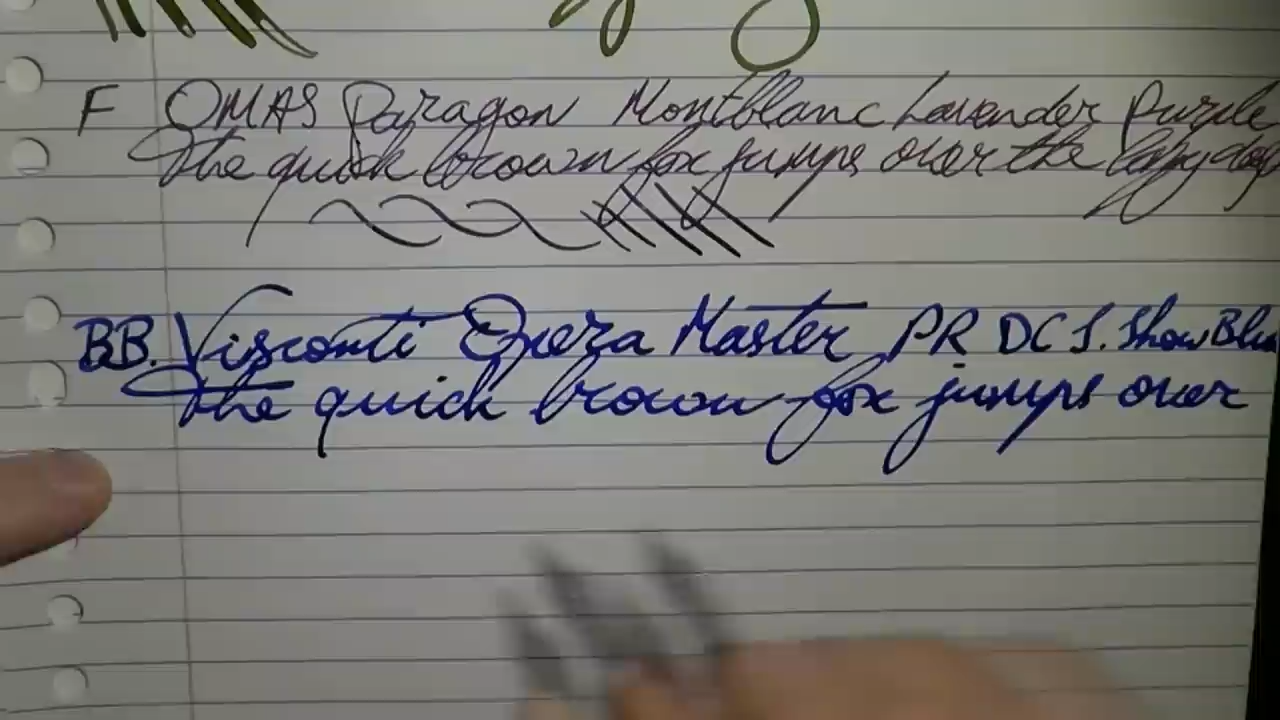 F OMAS Paragon Montblanc Lavender Purple
The quick brown fox jumps over the lazy dog
BB. Visconti Opera Master PR DC S. Show Blue
The quick brown fox jumps over